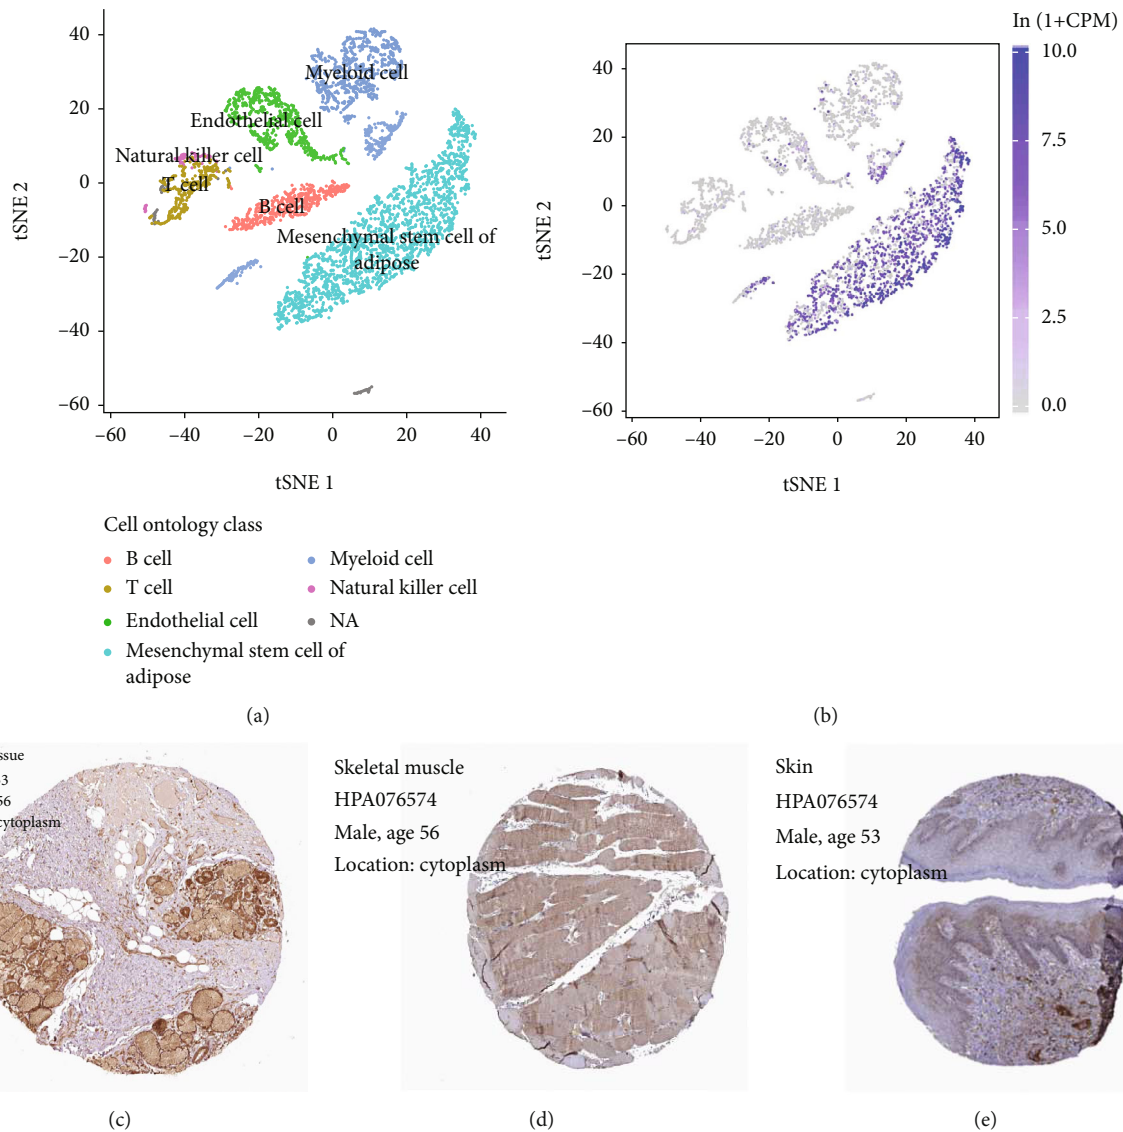 40
20
0
−20
−40
−60
tSNE 2
Myeloid cell
Endothelial cell
Natural killer cell
T cell
B cell
Mesenchymal stem cell of
adipose
−60 −40 −20 0 20 40
tSNE 1
Cell ontology class
B cell
T cell
Endothelial cell
Mesenchymal stem cell of
adipose
Myeloid cell
Natural killer cell
NA
(a)
In (1+CPM)
10.0
7.5
5.0
2.5
0.0
40
20
0
−20
−40
−60
tSNE 2
−60 −40 −20 0 20 40
tSNE 1
(b)
ssue
56
cytoplasm
(c)
Skeletal muscle
HPA076574
Male, age 56
Location: cytoplasm
(d)
Skin
HPA076574
Male, age 53
Location: cytoplasm
(e)